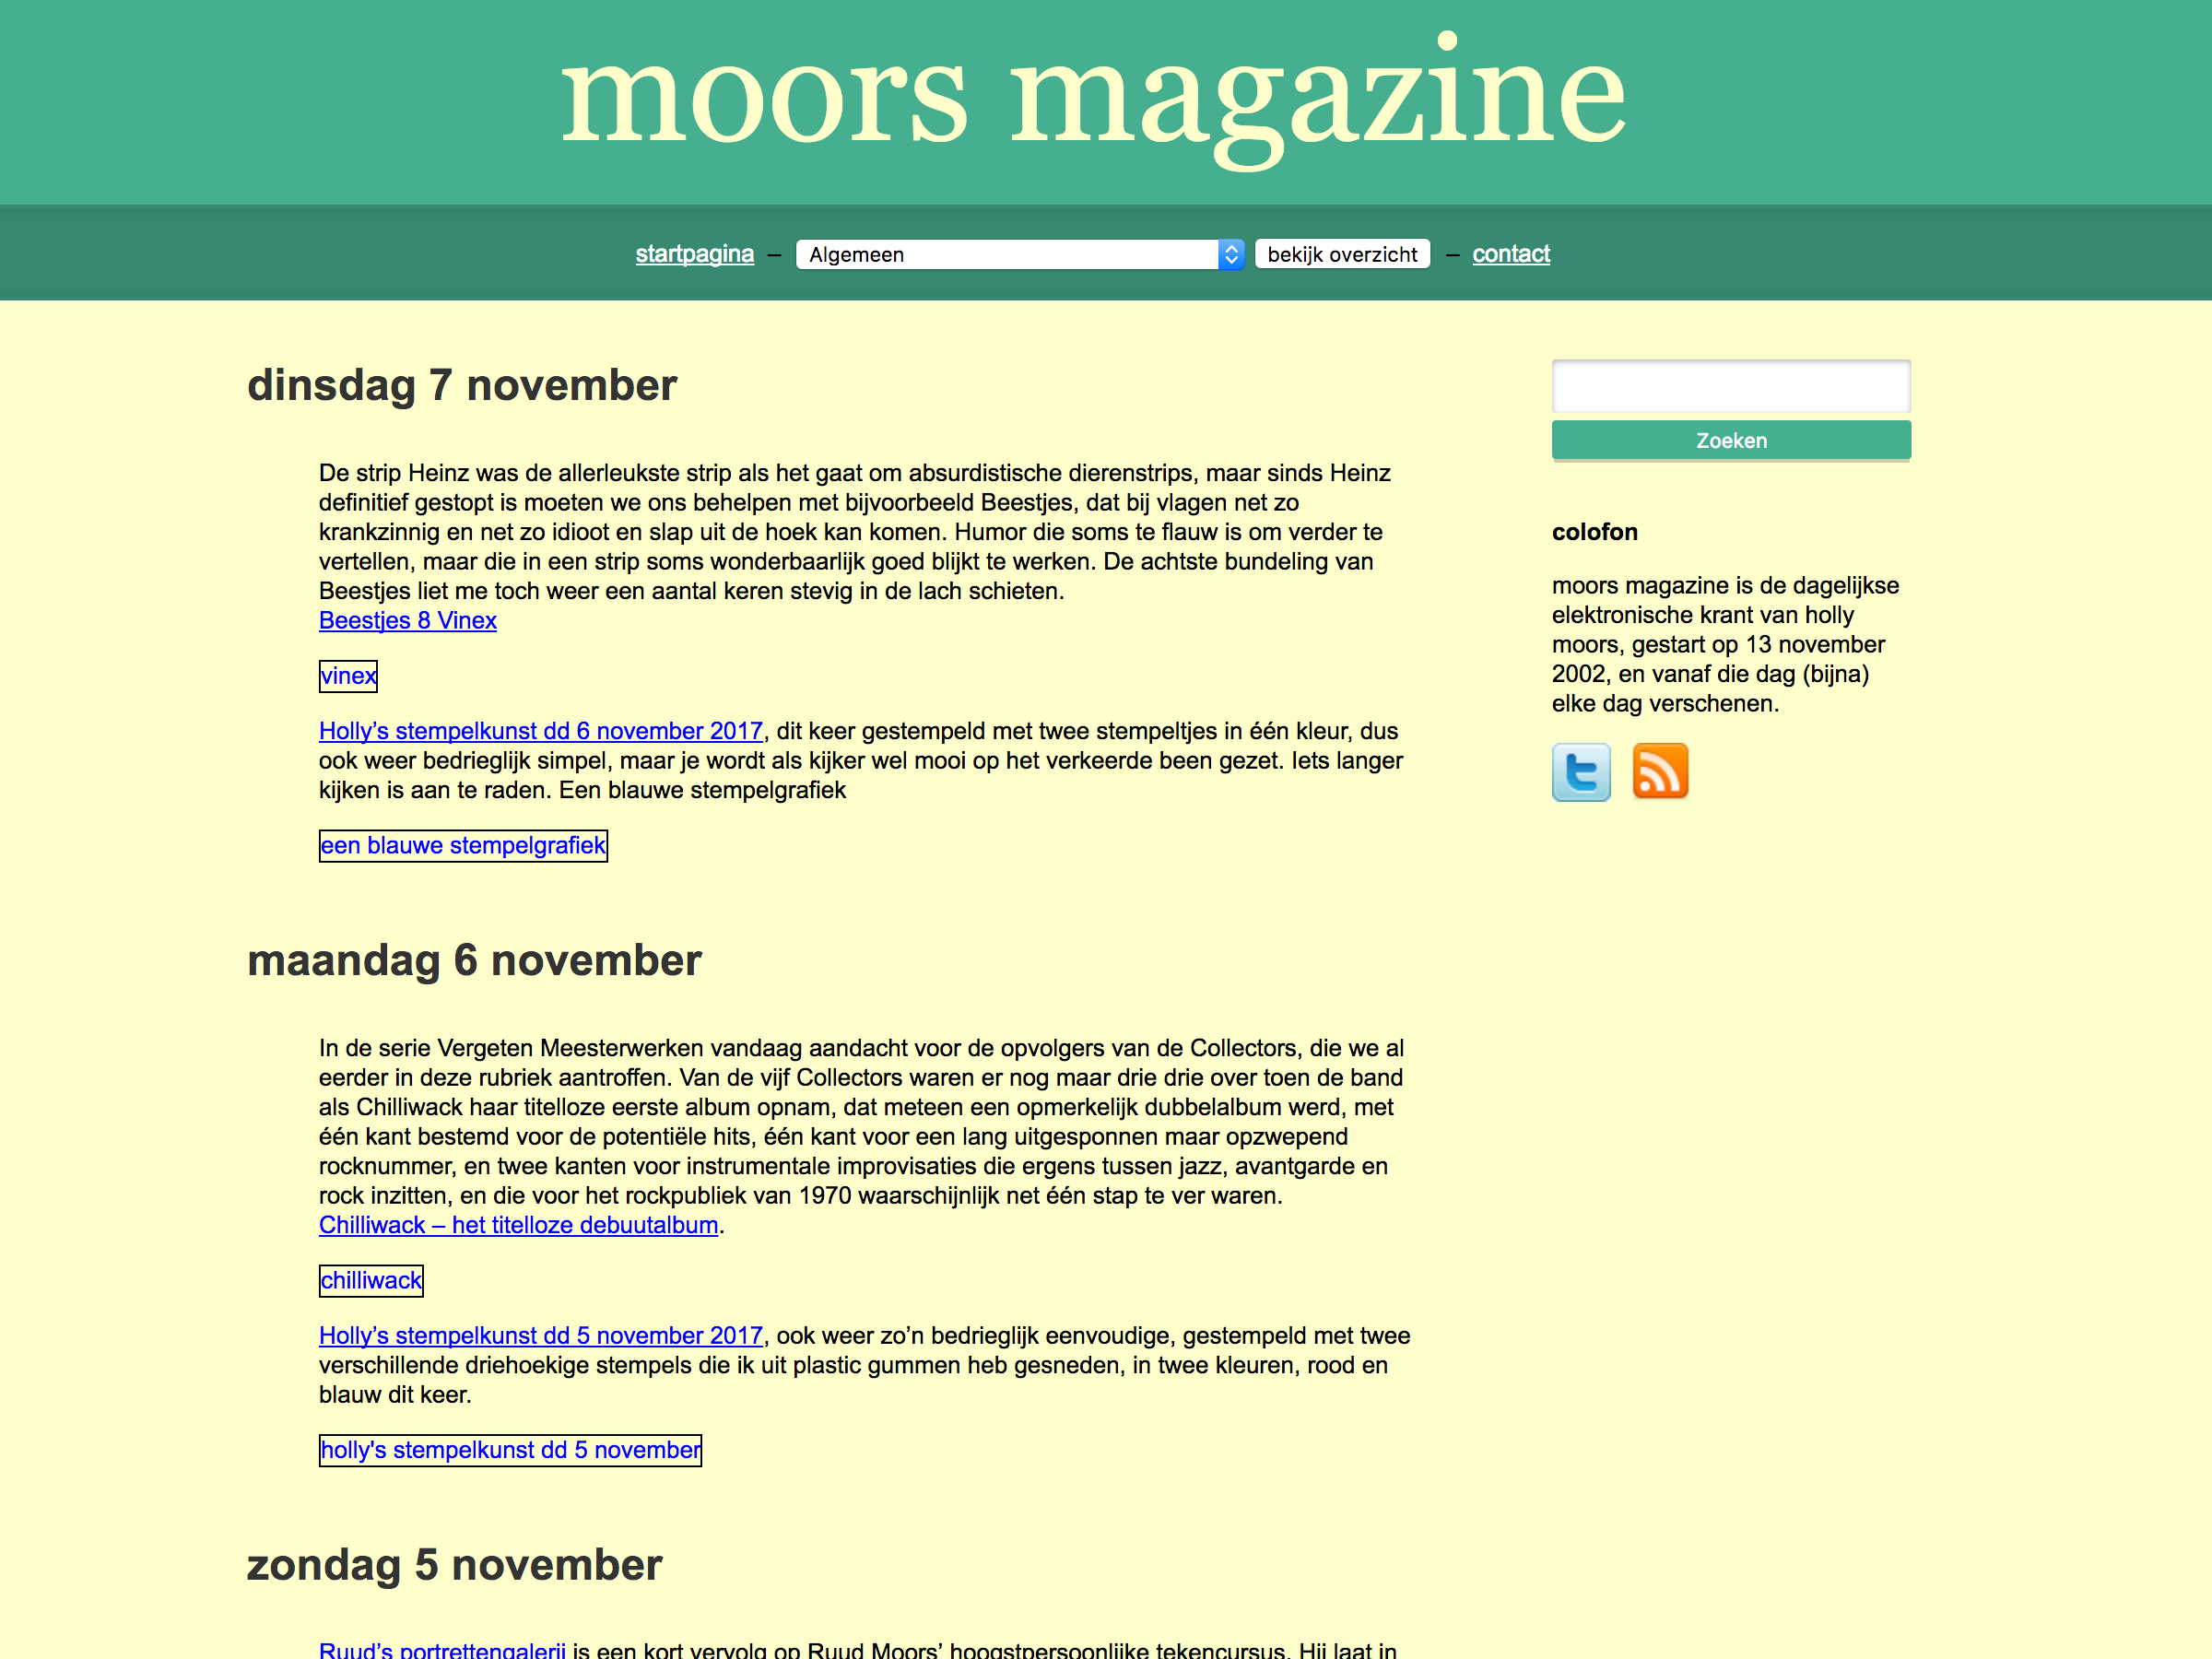 moors magazine
startpagina – Algemeen bekijk overzicht – contact
dinsdag 7 november
De strip Heinz was de allerleukste strip als het gaat om absurdistische dierenstrips, maar sinds Heinz
definitief gestopt is moeten we ons behelpen met bijvoorbeeld Beestjes, dat bij vlagen net zo
krankzinnig en net zo idioot en slap uit de hoek kan komen. Humor die soms te flauw is om verder te
vertellen, maar die in een strip soms wonderbaarlijk goed blijkt te werken. De achtste bundeling van
Beestjes liet me toch weer een aantal keren stevig in de lach schieten.
Beestjes 8 Vinex
vinex
Holly’s stempelkunst dd 6 november 2017, dit keer gestempeld met twee stempeltjes in één kleur, dus
ook weer bedrieglijk simpel, maar je wordt als kijker wel mooi op het verkeerde been gezet. Iets langer
kijken is aan te raden. Een blauwe stempelgrafiek
een blauwe stempelgrafiek
maandag 6 november
In de serie Vergeten Meesterwerken vandaag aandacht voor de opvolgers van de Collectors, die we al
eerder in deze rubriek aantroffen. Van de vijf Collectors waren er nog maar drie drie over toen de band
als Chilliwack haar titelloze eerste album opnam, dat meteen een opmerkelijk dubbelalbum werd, met
één kant bestemd voor de potentiële hits, één kant voor een lang uitgesponnen maar opzwepend
rocknummer, en twee kanten voor instrumentale improvisaties die ergens tussen jazz, avantgarde en
rock inzitten, en die voor het rockpubliek van 1970 waarschijnlijk net één stap te ver waren.
Chilliwack – het titelloze debuutalbum.
chilliwack
Holly’s stempelkunst dd 5 november 2017, ook weer zo’n bedrieglijk eenvoudige, gestempeld met twee
verschillende driehoekige stempels die ik uit plastic gummen heb gesneden, in twee kleuren, rood en
blauw dit keer.
holly's stempelkunst dd 5 november
zondag 5 november
Ruud’s portrettengalerij is een kort vervolg op Ruud Moors’ hoogstpersoonlijke tekencursus. Hij laat in
Zoeken
colofon
moors magazine is de dagelijkse
elektronische krant van holly
moors, gestart op 13 november
2002, en vanaf die dag (bijna)
elke dag verschenen.